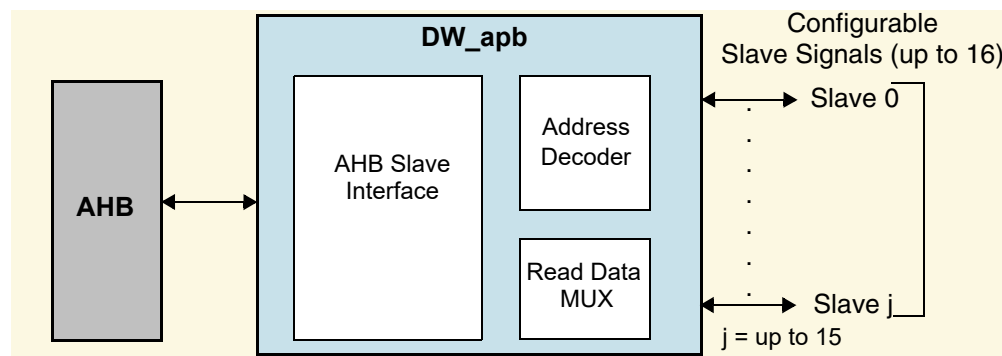 DW_apb
Configurable
Slave Signals (up to 16)
AHB
AHB Slave
Interface
Address
Decoder
Read Data
MUX
Slave 0
Slave j
j = up to 15